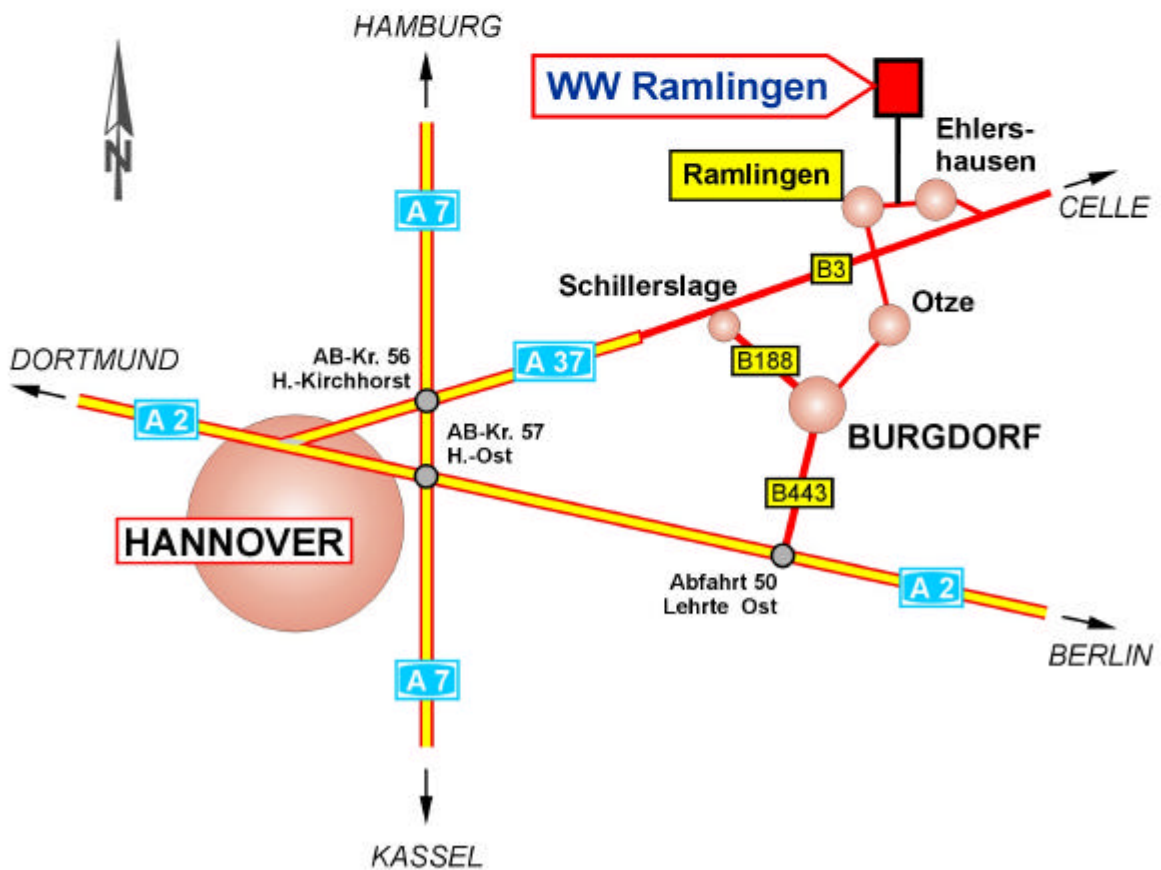 HAMBURG
WW Ramlingen
Ehlers-
hausen
N
Ramlingen
A 7
CELLE
B3
Schillerslage
Otze
DORTMUND
AB-Kr. 56
H.-Kirchhorst
A 37
B188
A 2
AB-Kr. 57
H.-Ost
BURGDORF
B443
HANNOVER
Abfahrt 50
Lehrte Ost
A 2
BERLIN
A 7
KASSEL